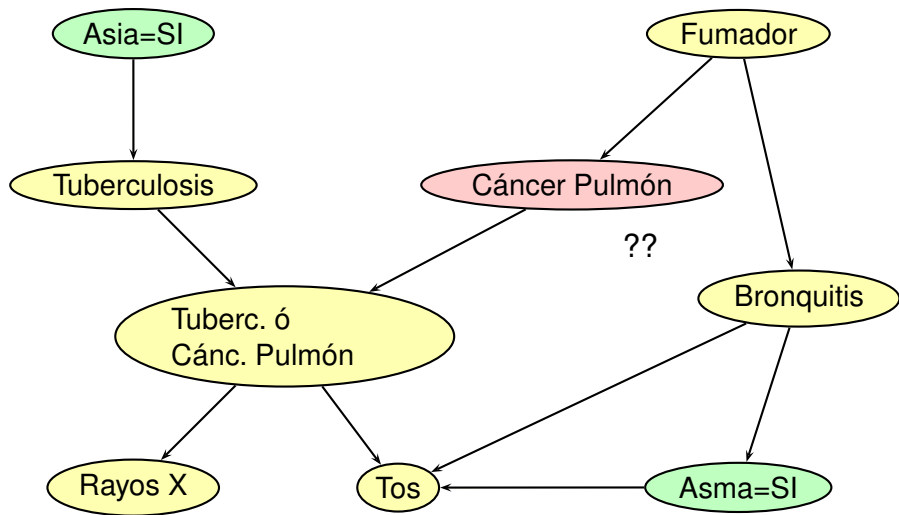 Asia=SI
Fumador
Tuberculosis
Cáncer Pulmón
??
Bronquitis
Tuberc. ó
Cánc. Pulmón
Rayos X
Tos
Asma=SI